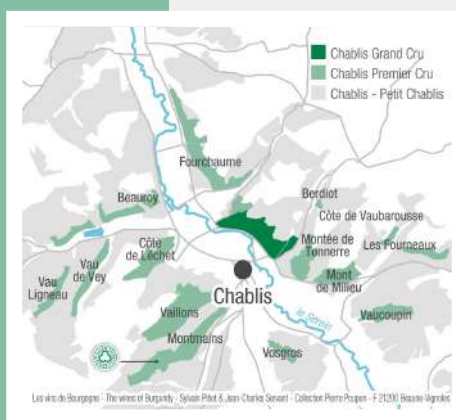 Chablis Grand Cru
Chablis Premier Cru
Chablis - Petit Chablis
Fourchaume
Beauroy
Berdiot
Côte de Vaubarousse
Côte
de Léchet
Montée de
Tonnerre
Les Fourneaux
Vau
de Vey
Vau
Ligneau
Mont
de Milieu
Chablis
Vaillons
Montmains
le Serein
Vaucoupin
Vosgros
Les vins de Bourgogne - The wines of Burgundy - Sylvain Pitiot & Jean-Charles Servant - Collection Pierre Poupon - F 21200 Beaune-Vignoles